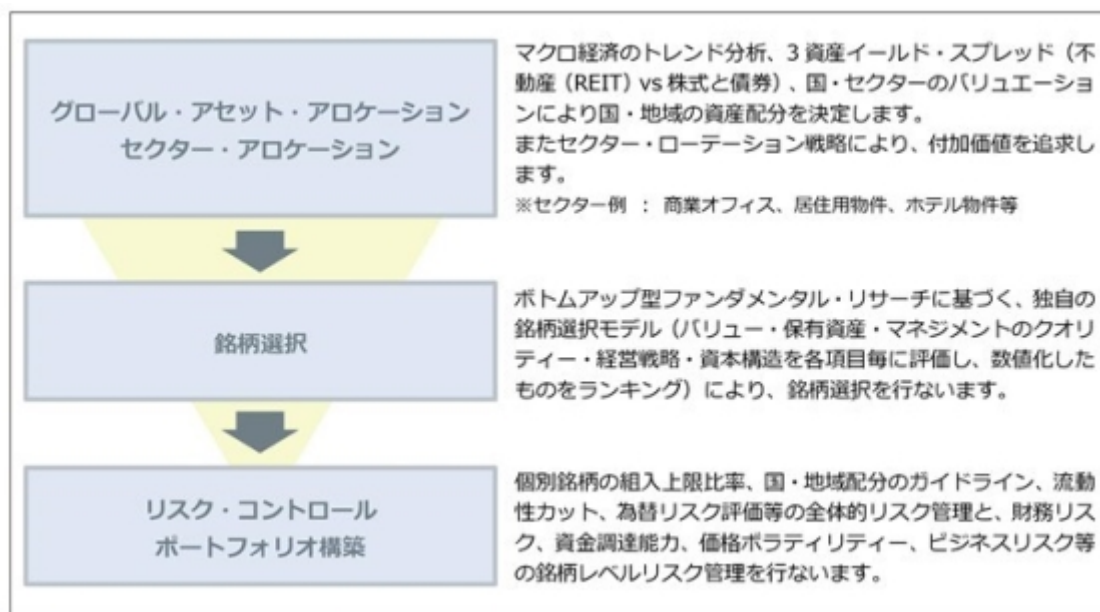 グローバル・アセット・アロケーション
セクター・アロケーション
マクロ経済のトレンド分析、3 資産イールド・スプレッド（不
動産（REIT）vs 株式と債券）、国・セクターのバリュエーショ
ンにより国・地域の資産配分を決定します。
またセクター・ローテーション戦略により、付加価値を追求し
ます。
※セクター例 ： 商業オフィス、居住用物件、ホテル物件等
銘柄選択
ボトムアップ型ファンダメンタル・リサーチに基づく、独自の
銘柄選択モデル（バリュー・保有資産・マネジメントのクオリ
ティー・経営戦略・資本構造を各項目毎に評価し、数値化した
ものをランキング）により、銘柄選択を行ないます。
リスク・コントロール
ポートフォリオ構築
個別銘柄の組入上限比率、国・地域配分のガイドライン、流動
性カット、為替リスク評価等の全体的リスク管理と、財務リス
ク、資金調達能力、価格ボラティリティー、ビジネスリスク等
の銘柄レベルリスク管理を行ないます。